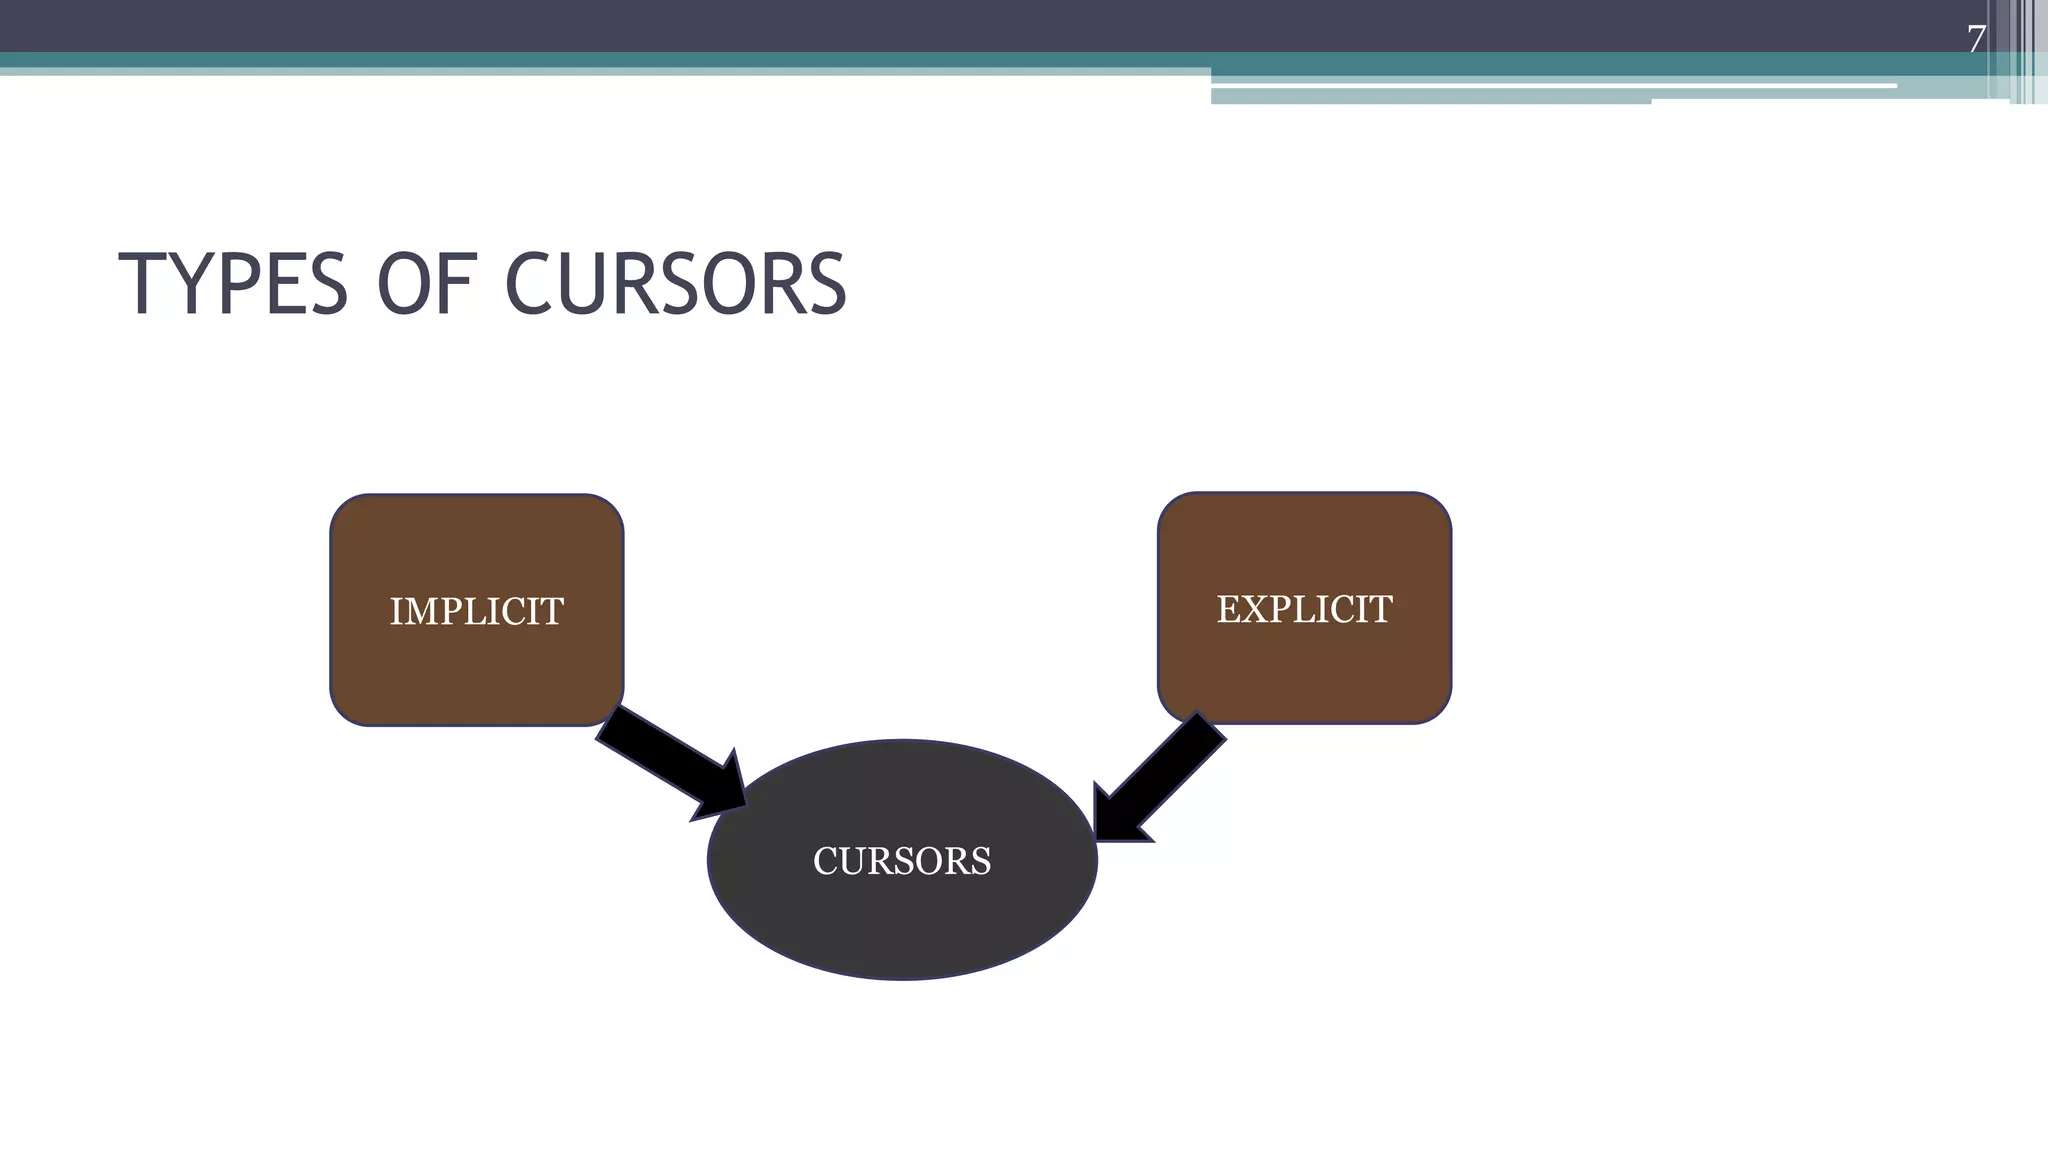 7
TYPES OF CURSORS
IMPLICIT
EXPLICIT
CURSORS